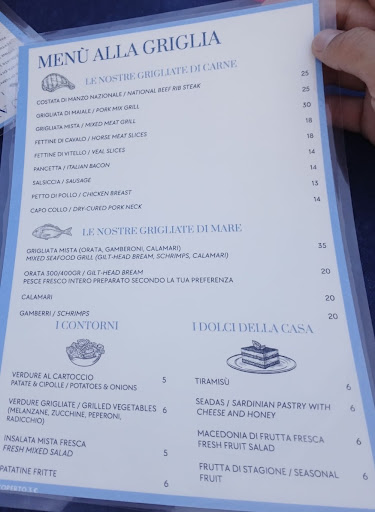 MENÙ ALLA GRIGLIA
LE NOSTRE GRIGLIATE DI CARNE
COSTATA DI MANZO NAZIONALE / NATIONAL BEEF RIB STEAK 25
GRIGLIATA DI MAIALE / PORK MIX GRILL 25
GRIGLIATA MISTA / MIXED MEAT GRILL 30
FETTINE DI CAVALO / HORSE MEAT SLICES 18
FETTINE DI VITELLO / VEAL SLICES 18
PANCETTA / ITALIAN BACON 14
SALSICCIA / SAUSAGE 14
PETTO DI POLLO / CHICKEN BREAST 13
CAPO COLLO / DRY-CURED PORK NECK 14
LE NOSTRE GRIGLIATE DI MARE
GRIGLIATA MISTA (ORATA, GAMBERONI, CALAMARI) 35
MIXED SEAFOOD GRILL (GILT-HEAD BREAM, SCHRIMPS, CALAMARI)
ORATA 300/400GR / GILT-HEAD BREAM 20
PESCE FRESCO INTERO PREPARATO SECONDO LA TUA PREFERENZA
CALAMARI 20
GAMBERI / SCHRIMPS 20
I CONTORNI
VERDURE AL CARTOCCIO 5
PATATE & CIPOLLE / POTATOES & ONIONS
VERDURE GRIGLIATE / GRILLED VEGETABLES 6
(MELANZANE, ZUCCHINE, PEPERONI,
RADICCHIO)
INSALATA MISTA FRESCA 5
FRESH MIXED SALAD
PATATINE FRITTE 6
COPERTO 3 €
I DOLCI DELLA CASA
TIRAMISÙ 6
SEADAS / SARDINIAN PASTRY WITH 6
CHEESE AND HONEY
MACEDONIA DI FRUTTA FRESCA 6
FRESH FRUIT SALAD
FRUTTA DI STAGIONE / SEASONAL 6
FRUIT